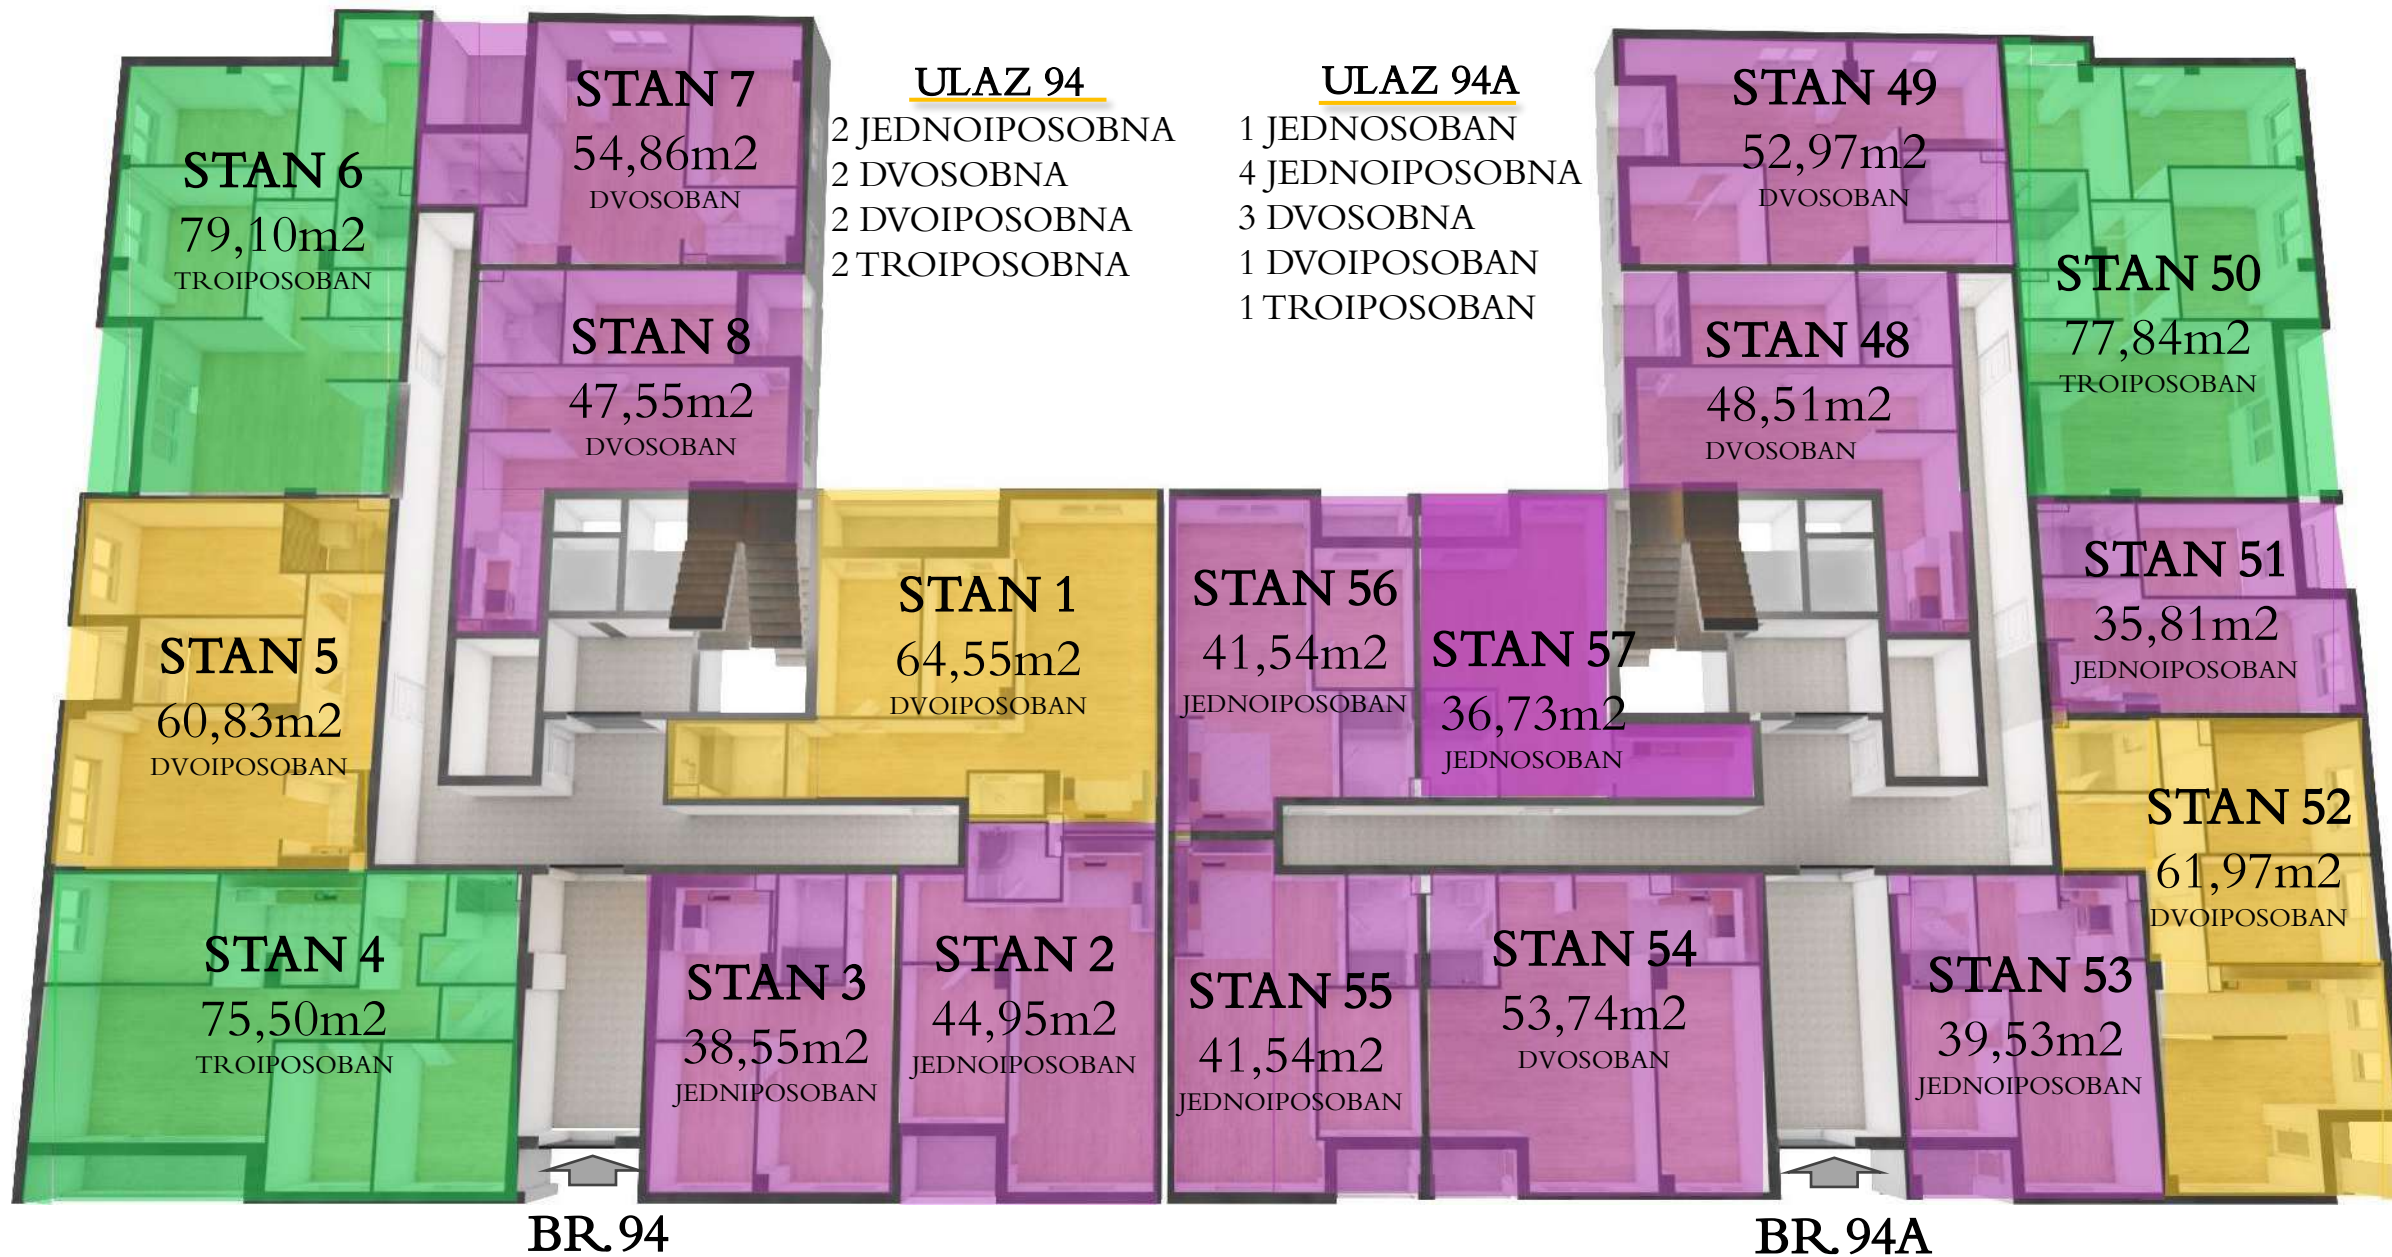 ULAZ 94
2 JEDNOIPOSOBNA
2 DVOSOBNA
2 DVOIPOSOBNA
2 TROIPOSOBNA
ULAZ 94A
1 JEDNOSOBAN
4 JEDNOIPOSOBNA
3 DVOSOBNA
1 DVOIPOSOBAN
1 TROIPOSOBAN
STAN 7
54,86m2
DVOSOBAN
STAN 6
79,10m2
TROIPOSOBAN
STAN 8
47,55m2
DVOSOBAN
STAN 49
52,97m2
DVOSOBAN
STAN 50
77,84m2
TROIPOSOBAN
STAN 48
48,51m2
DVOSOBAN
STAN 5
60,83m2
DVOIPOSOBAN
STAN 1
64,55m2
DVOIPOSOBAN
STAN 56
41,54m2
JEDNOIPOSOBAN
STAN 57
36,73m2
JEDNOSOBAN
STAN 51
35,81m2
JEDNOIPOSOBAN
STAN 52
61,97m2
DVOIPOSOBAN
STAN 4
75,50m2
TROIPOSOBAN
STAN 3
38,55m2
JEDNIPOSOBAN
STAN 2
44,95m2
JEDNOIPOSOBAN
STAN 55
41,54m2
JEDNOIPOSOBAN
STAN 54
53,74m2
DVOSOBAN
STAN 53
39,53m2
JEDNOIPOSOBAN
BR. 94
BR. 94A